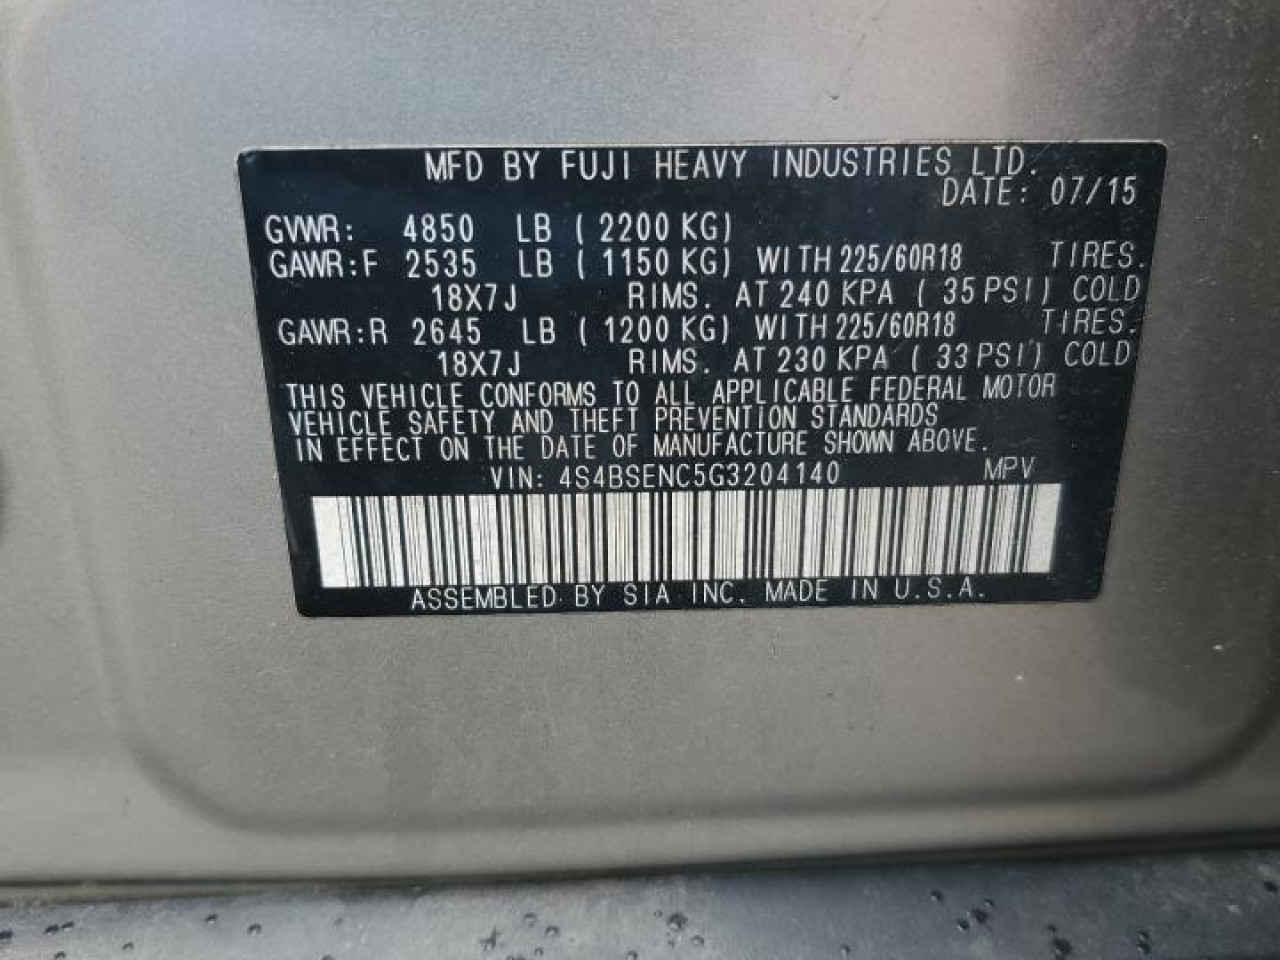 MFD BY FUJI HEAVY INDUSTRIES LTD.
DATE: 07/15
GVWR: 4850 LB ( 2200 KG)
GAWR:F 2535 LB ( 1150 KG) WITH 225/60R18 TIRES.
18X7J RIMS. AT 240 KPA ( 35 PSI) COLD
GAWR:R 2645 LB ( 1200 KG) WITH 225/60R18 TIRES.
18X7J RIMS. AT 230 KPA ( 33 PSI) COLD
THIS VEHICLE CONFORMS TO ALL APPLICABLE FEDERAL MOTOR
VEHICLE SAFETY AND THEFT PREVENTION STANDARDS
IN EFFECT ON THE DATE OF MANUFACTURE SHOWN ABOVE.
VIN: 4S4BSENC5G3204140 MPV
ASSEMBLED BY SIA INC. MADE IN U.S.A.